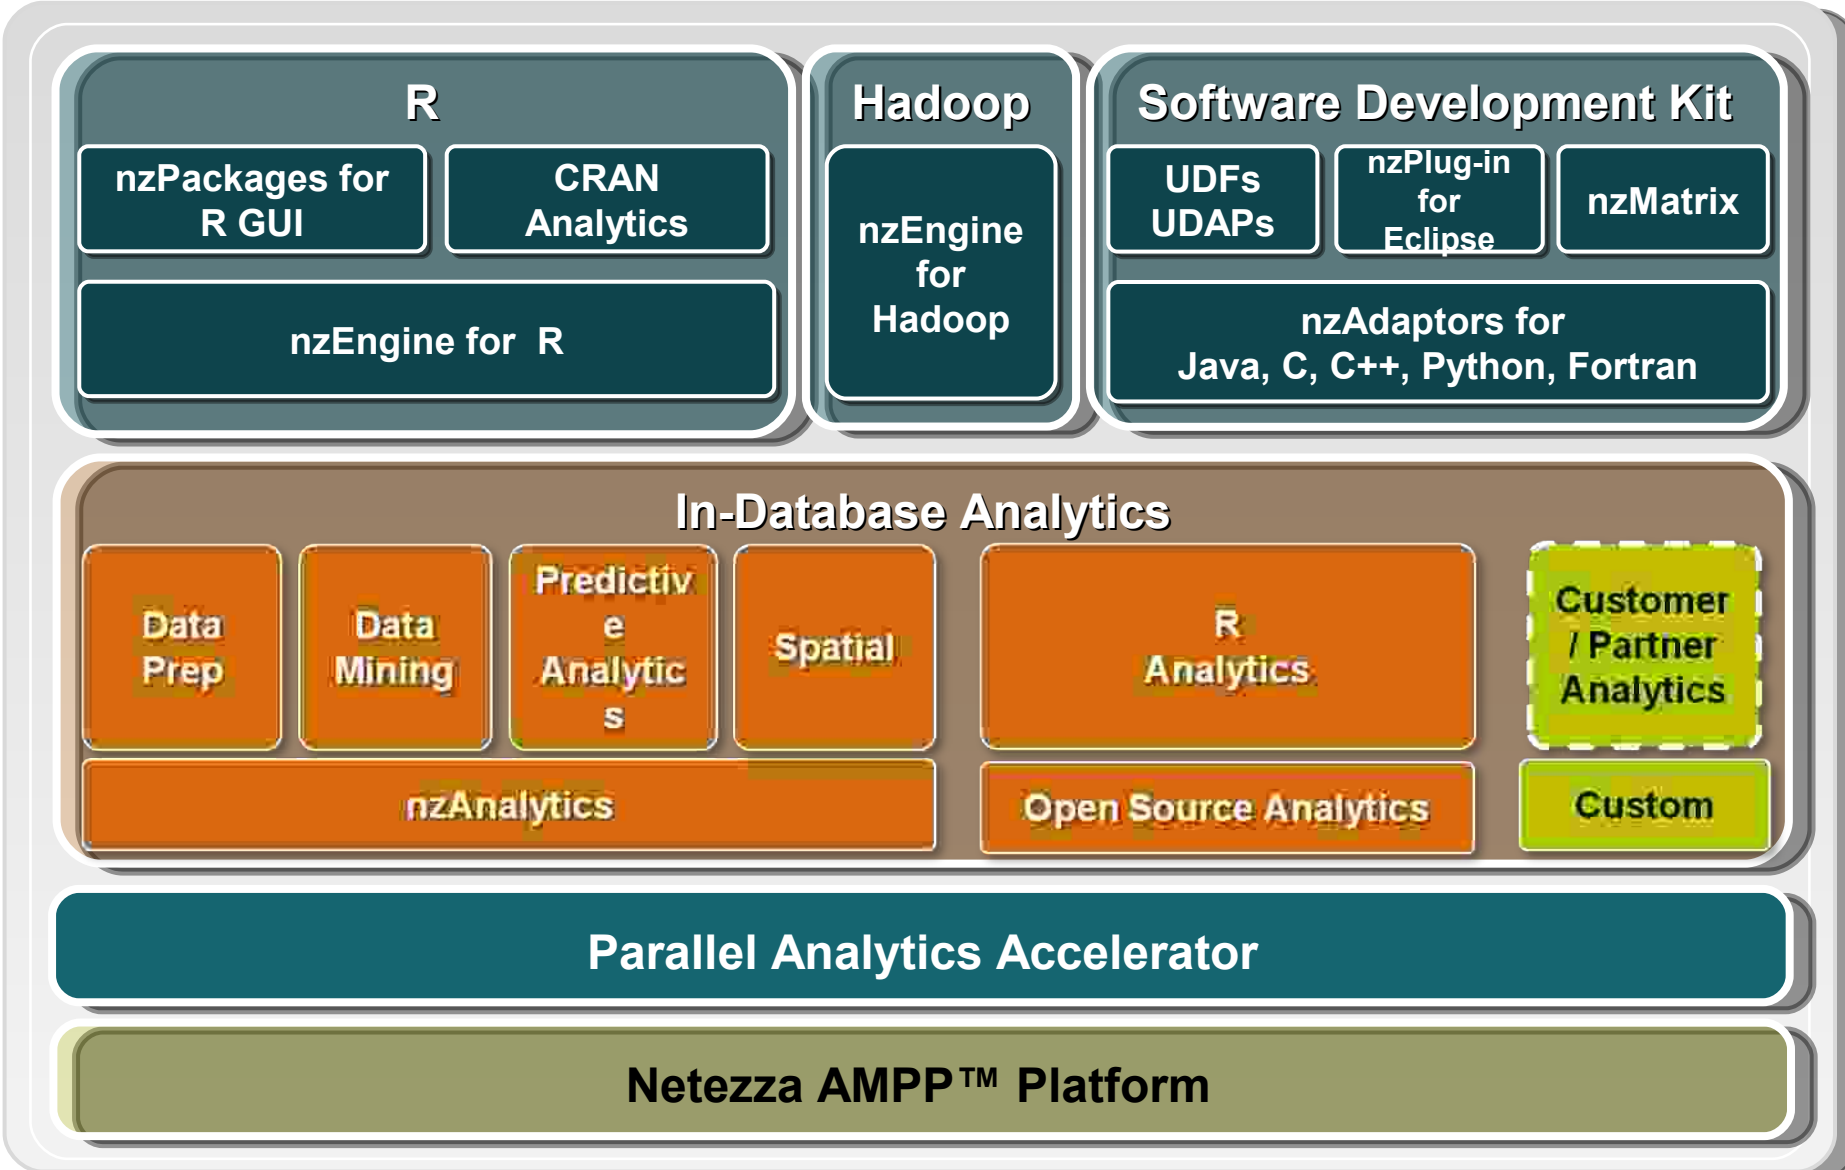 R
nzPackages for
R GUI
CRAN
Analytics
nzEngine for R
Hadoop
nzEngine
for
Hadoop
Software Development Kit
UDFs
UDAPs
nzPlug-in
for
Eclipse
nzMatrix
nzAdaptors for
Java, C, C++, Python, Fortran
In-Database Analytics
Data
Prep
Data
Mining
Predictiv
e
Analytic
s
Spatial
nzAnalytics
R
Analytics
Open Source Analytics
Customer
/ Partner
Analytics
Custom
Parallel Analytics Accelerator
Netezza AMPP™ Platform